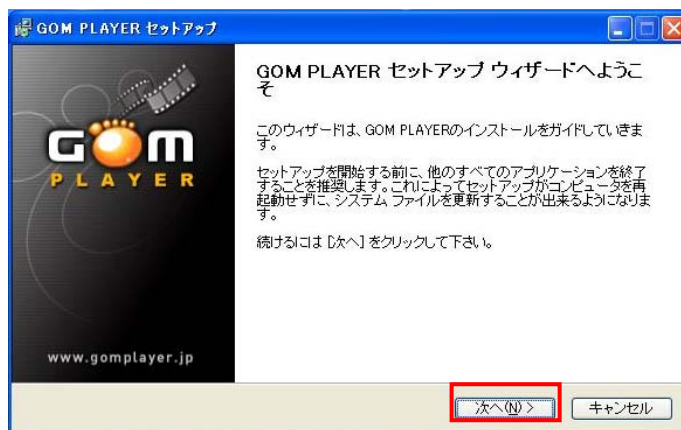 GOM PLAYER セットアップ
GOM PLAYER セットアップ ウィザードへようこ
そ
GOM
PLAYER
このウィザードは、GOM PLAYERのインストールをガイドしていきま
す。
セットアップを開始する前に、他のすべてのアプリケーションを終了
することを推奨します。これによってセットアップがコンピュータを再
起動せずに、システム ファイルを更新することが出来るようになりま
す。
続けるには [次へ] をクリックして下さい。
www.gomplayer.jp
次へ(N) >
キャンセル